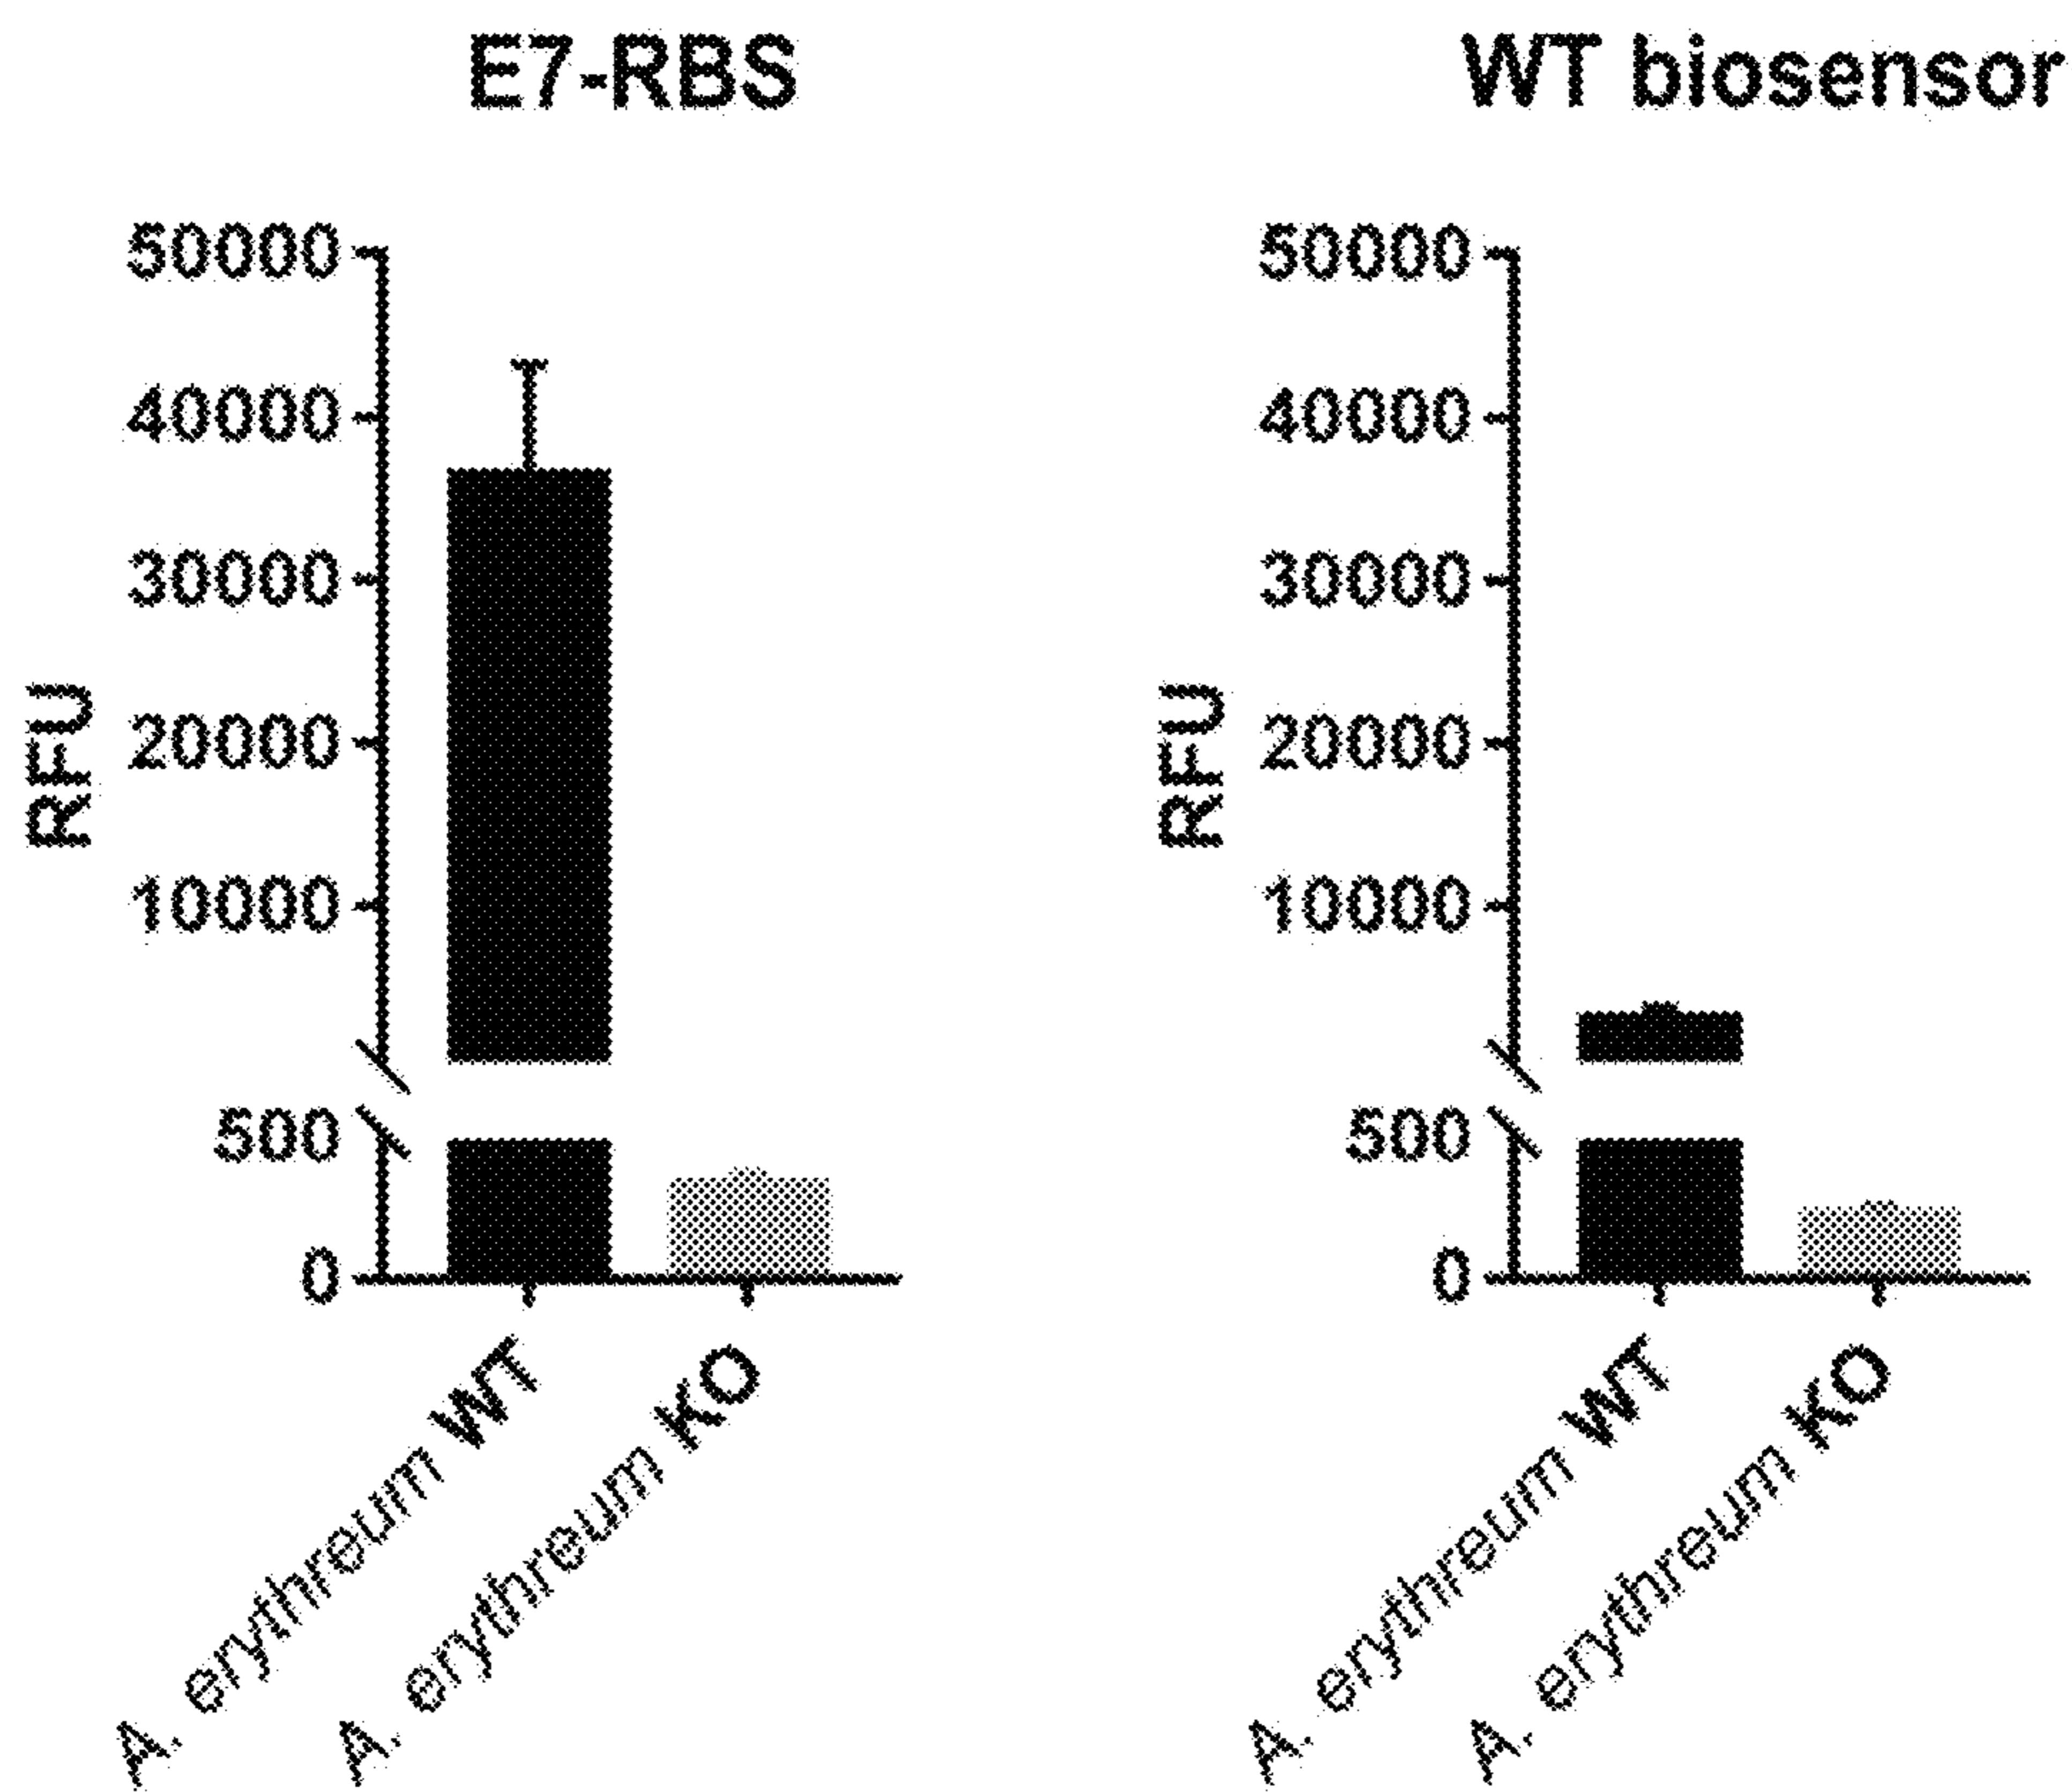 E7-RBS
50000
40000
30000
20000
10000
500
0
RFU
A. erythreum WT
A. erythreum KO
WT biosensor
50000
40000
30000
20000
10000
500
0
RFU
A. erythreum WT
A. erythreum KO